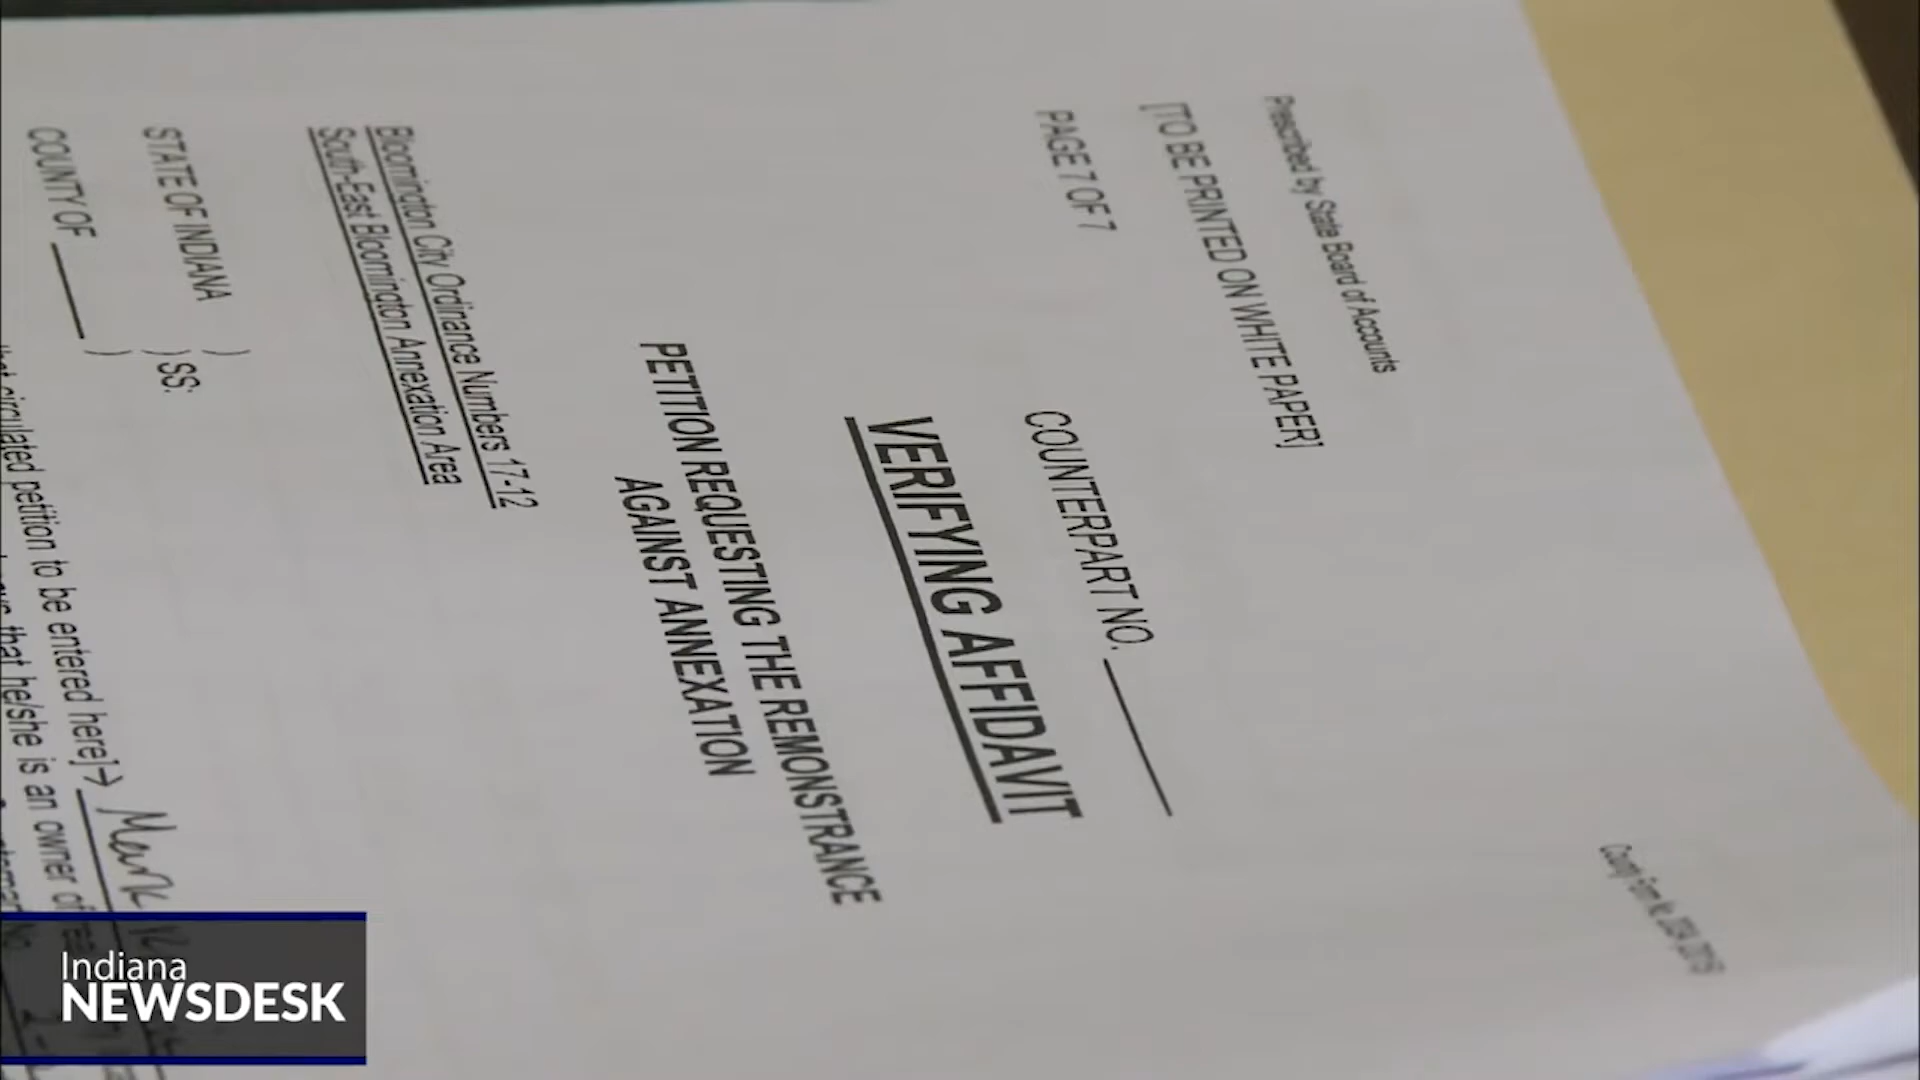 Prescribed by State Board of Accounts
[TO BE PRINTED ON WHITE PAPER]
PAGE 7 OF 7
COUNTERPART NO.
VERIFYING AFFIDAVIT
PETITION REQUESTING THE REMONSTRANCE
AGAINST ANNEXATION
Bloomington City Ordinance Numbers 17-12
South-East Bloomington Annexation Area
STATE OF INDIANA )
) SS:
COUNTY OF )
that circulated petition to be entered here]→ Mark
that he/she is an owner of
Indiana
NEWSDESK